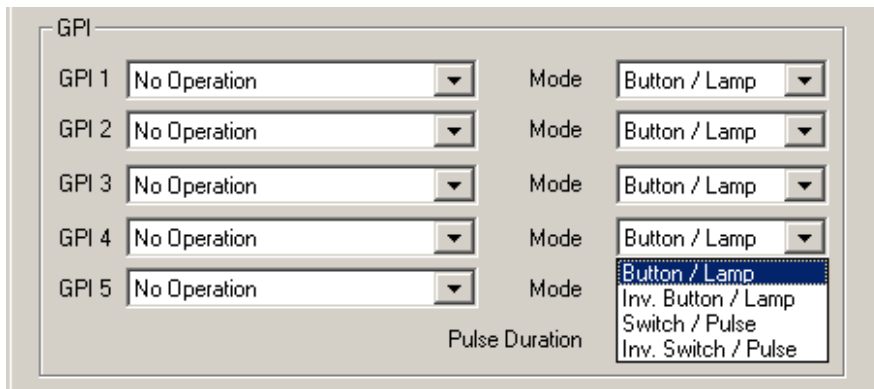 GPI
GPI 1 No Operation Mode Button / Lamp
GPI 2 No Operation Mode Button / Lamp
GPI 3 No Operation Mode Button / Lamp
GPI 4 No Operation Mode Button / Lamp
Button / Lamp
GPI 5 No Operation Mode Inv. Button / Lamp
Switch / Pulse
Pulse Duration Inv. Switch / Pulse